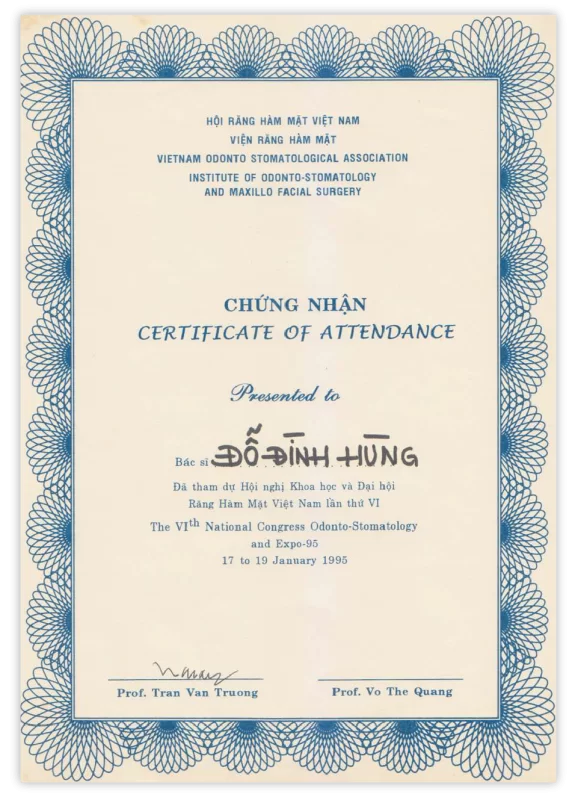 HỘI RĂNG HÀM MẶT VIỆT NAM
VIỆN RĂNG HÀM MẶT
VIETNAM ODONTO STOMATOLOGICAL ASSOCIATION
INSTITUTE OF ODONTO-STOMATOLOGY
AND MAXILLO FACIAL SURGERY
CHỨNG NHẬN
CERTIFICATE OF ATTENDANCE
Presented to
Bác sĩ ĐỖ ĐÌNH HÙNG
Đã tham dự Hội nghị Khoa học và Đại hội
Răng Hàm Mặt Việt Nam lần thứ VI
The VIth National Congress Odonto-Stomatology
and Expo-95
17 to 19 January 1995
Prof. Tran Van Truong Prof. Vo The Quang